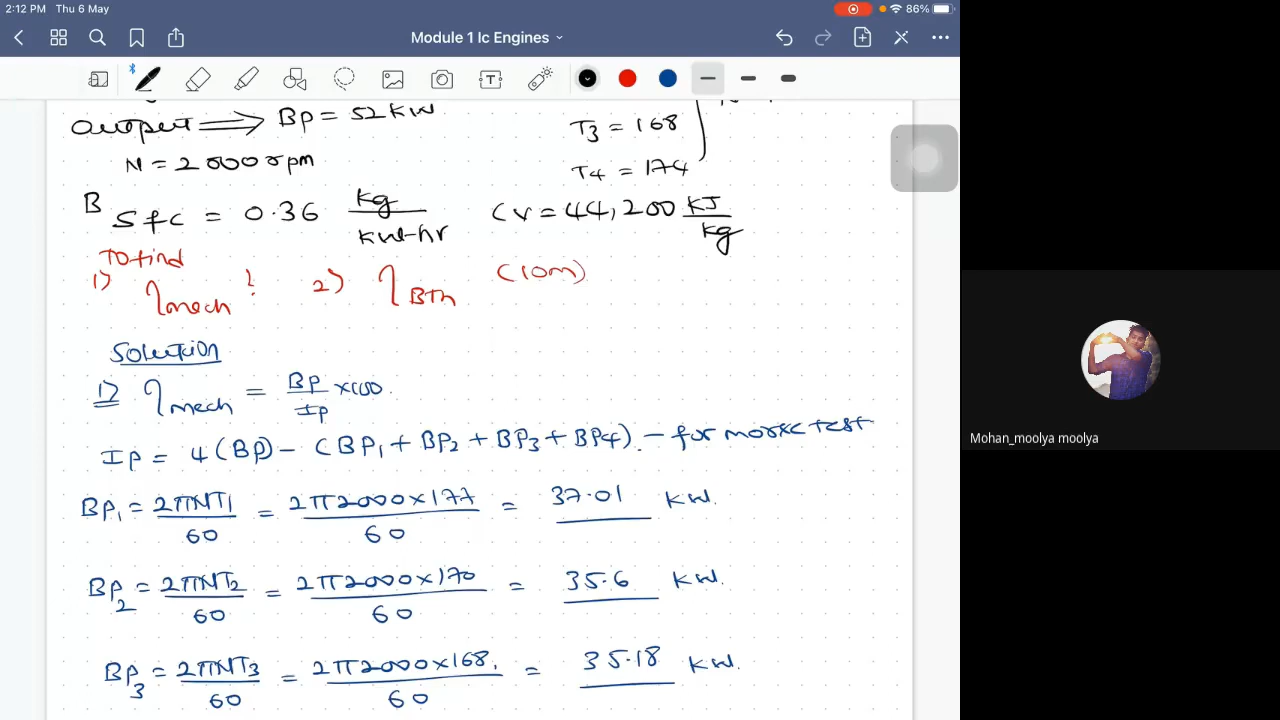 2:12 PM Thu 6 May 86%
Module 1 Ic Engines
output ⟹ BP = 52 kW
T3 = 168
N = 2000 rpm
T4 = 174
B Sfc = 0.36 kg/kW-hr CV = 44,200 KJ/kg
To find
1) ηmech ? 2) ηBTh (10m)
Solution
1) ηmech = BP/IP ×100.
IP = 4(BP) - (BP1 + BP2 + BP3 + BP4). - for morse test
BP1 = 2πNT1/60 = 2π2000×177/60 = 37.01 kW.
BP2 = 2πNT2/60 = 2π2000×170/60 = 35.6 kW.
BP3 = 2πNT3/60 = 2π2000×168/60 = 35.18 kW.
Mohan_moolya moolya